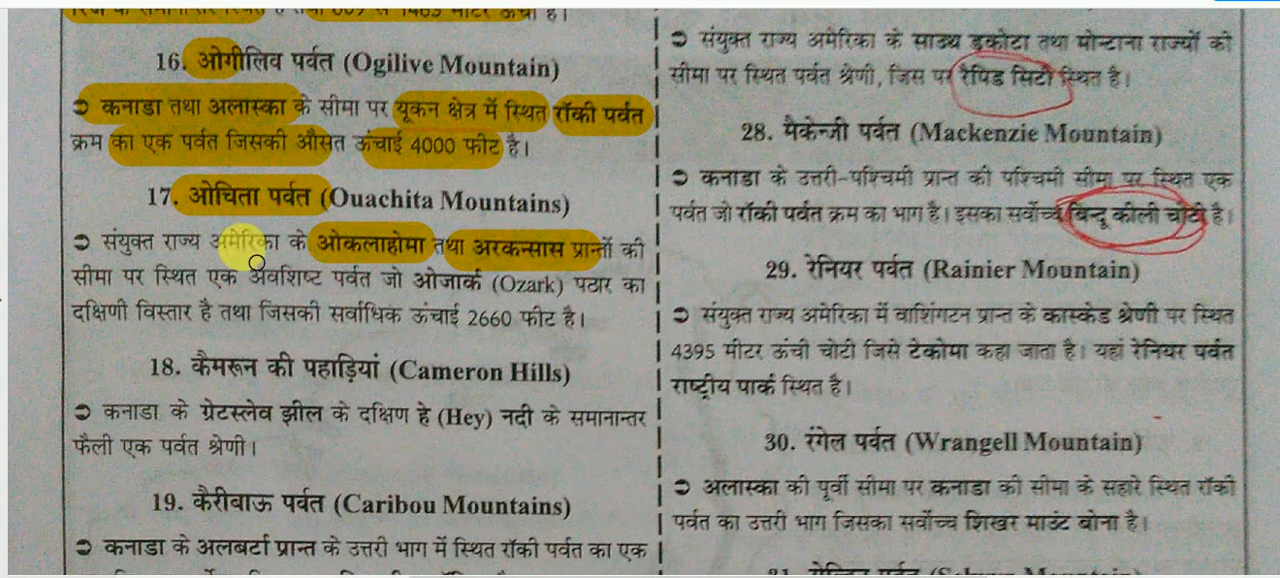 16. ओगीलिव पर्वत (Ogilive Mountain)
➲ कनाडा तथा अलास्का के सीमा पर यूकन क्षेत्र में स्थित रॉकी पर्वत
क्रम का एक पर्वत जिसकी औसत ऊंचाई 4000 फीट है।
17. ओचिता पर्वत (Ouachita Mountains)
➲ संयुक्त राज्य अमेरिका के ओकलाहोमा तथा अरकन्सास प्रान्तों की
सीमा पर स्थित एक अवशिष्ट पर्वत जो ओजार्क (Ozark) पठार का
दक्षिणी विस्तार है तथा जिसकी सर्वाधिक ऊंचाई 2660 फीट है।
18. कैमरून की पहाड़ियां (Cameron Hills)
➲ कनाडा के ग्रेटस्लेव झील के दक्षिण हे (Hey) नदी के समानान्तर
फैली एक पर्वत श्रेणी।
19. कैरीबाऊ पर्वत (Caribou Mountains)
➲ कनाडा के अलबर्टा प्रान्त के उत्तरी भाग में स्थित रॉकी पर्वत का एक
➲ संयुक्त राज्य अमेरिका के साउथ डकोटा तथा मोन्टाना राज्यों की
सीमा पर स्थित पर्वत श्रेणी, जिस पर रैपिड सिटी स्थित है।
28. मैकेन्जी पर्वत (Mackenzie Mountain)
➲ कनाडा के उत्तरी-पश्चिमी प्रान्त की पश्चिमी सीमा पर स्थित एक
पर्वत जो रॉकी पर्वत क्रम का भाग है। इसका सर्वोच्च बिन्दू कीली चोटी है।
29. रेनियर पर्वत (Rainier Mountain)
➲ संयुक्त राज्य अमेरिका में वाशिंगटन प्रान्त के कास्केड श्रेणी पर स्थित
4395 मीटर ऊंची चोटी जिसे टेकोमा कहा जाता है। यहां रेनियर पर्वत
राष्ट्रीय पार्क स्थित है।
30. रंगेल पर्वत (Wrangell Mountain)
➲ अलास्का की पूर्वी सीमा पर कनाडा की सीमा के सहारे स्थित रॉकी
पर्वत का उत्तरी भाग जिसका सर्वोच्च शिखर माउंट बोना है।